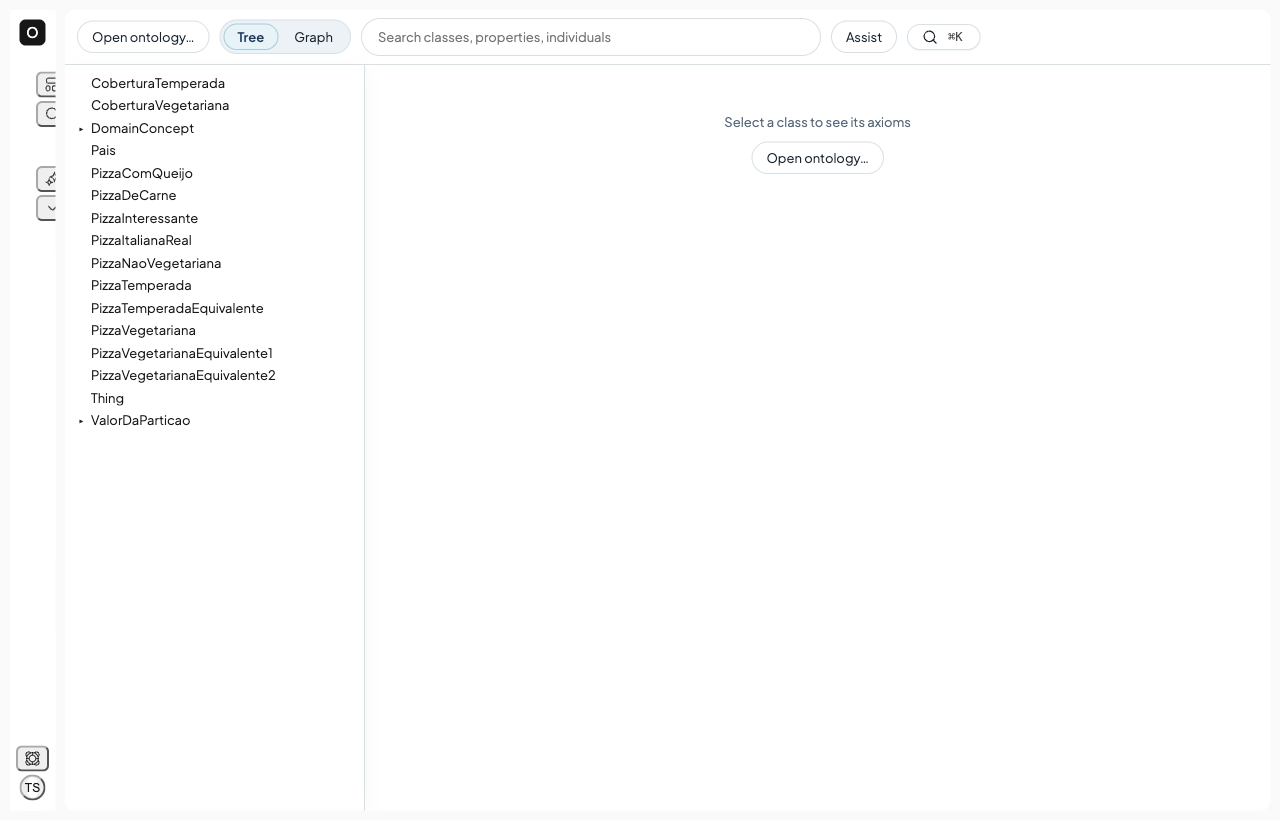 O
Open ontology...
Tree
Graph
Search classes, properties, individuals
Assist
⌘K
CoberturaTemperada
CoberturaVegetariana
DomainConcept
Pais
PizzaComQueijo
PizzaDeCarne
PizzaInteressante
PizzaItalianaReal
PizzaNaoVegetariana
PizzaTemperada
PizzaTemperadaEquivalente
PizzaVegetariana
PizzaVegetarianaEquivalente1
PizzaVegetarianaEquivalente2
Thing
ValorDaParticao
Select a class to see its axioms
Open ontology...
TS